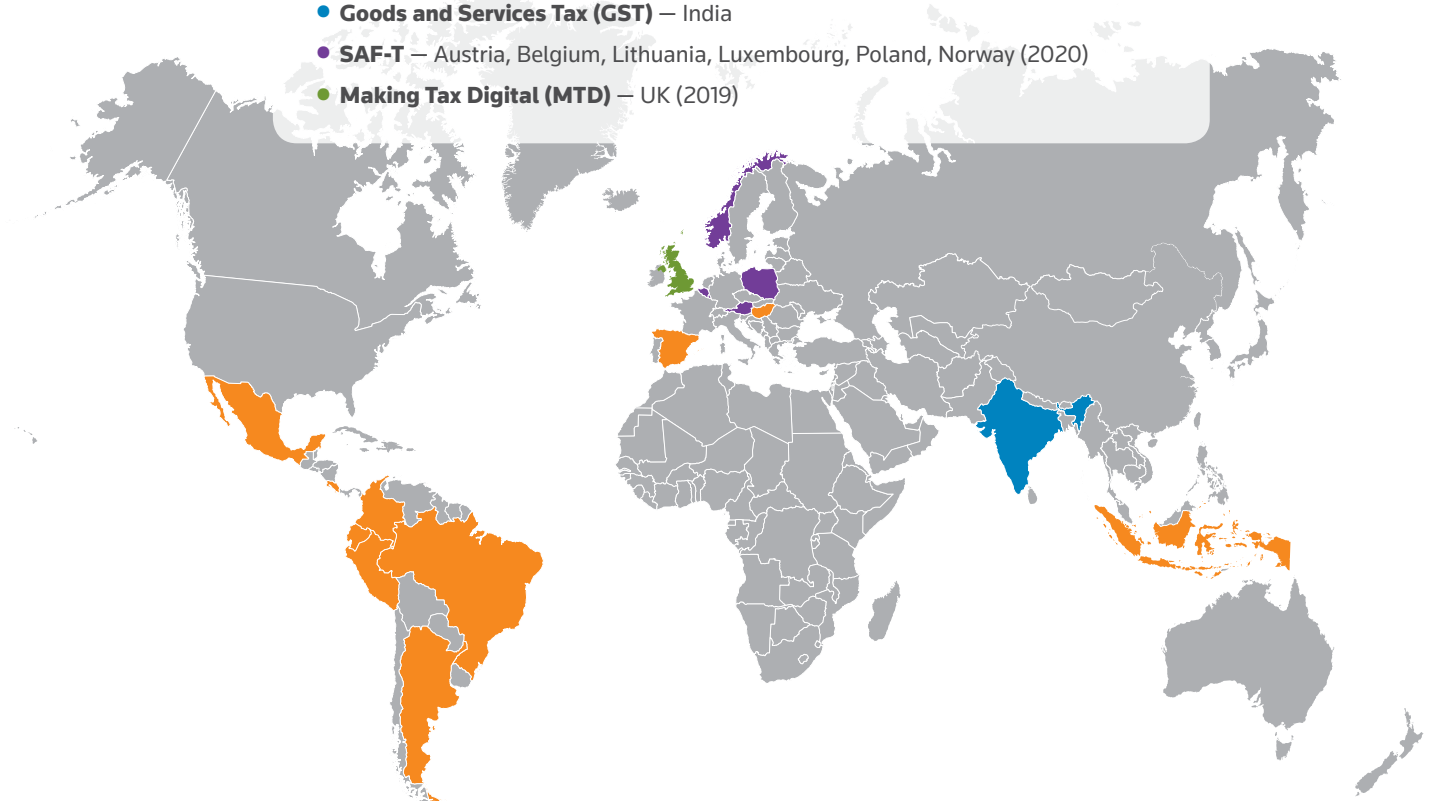 Goods and Services Tax (GST) — India
SAF-T — Austria, Belgium, Lithuania, Luxembourg, Poland, Norway (2020)
Making Tax Digital (MTD) — UK (2019)